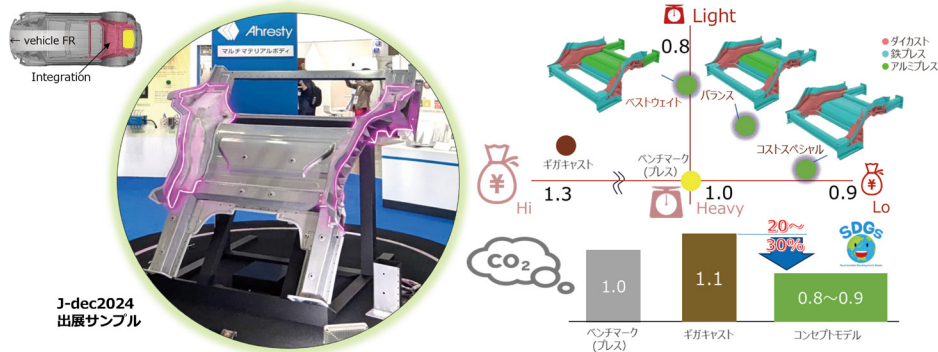 ← vehicle FR
Integration
Ahresty
マルチマテリアルボディ
J-dec2024
出展サンプル
Light
0.8
ダイカスト
鉄プレス
アルミプレス
ベストウェイト
バランス
コストスペシャル
ギガキャスト
ベンチマーク
(プレス)
¥
Hi
1.3
Heavy
1.0
0.9
¥
Lo
CO₂
1.0
1.1
20～
30%
SDGs
0.8～0.9
ベンチマーク
(プレス)
ギガキャスト
コンセプトモデル